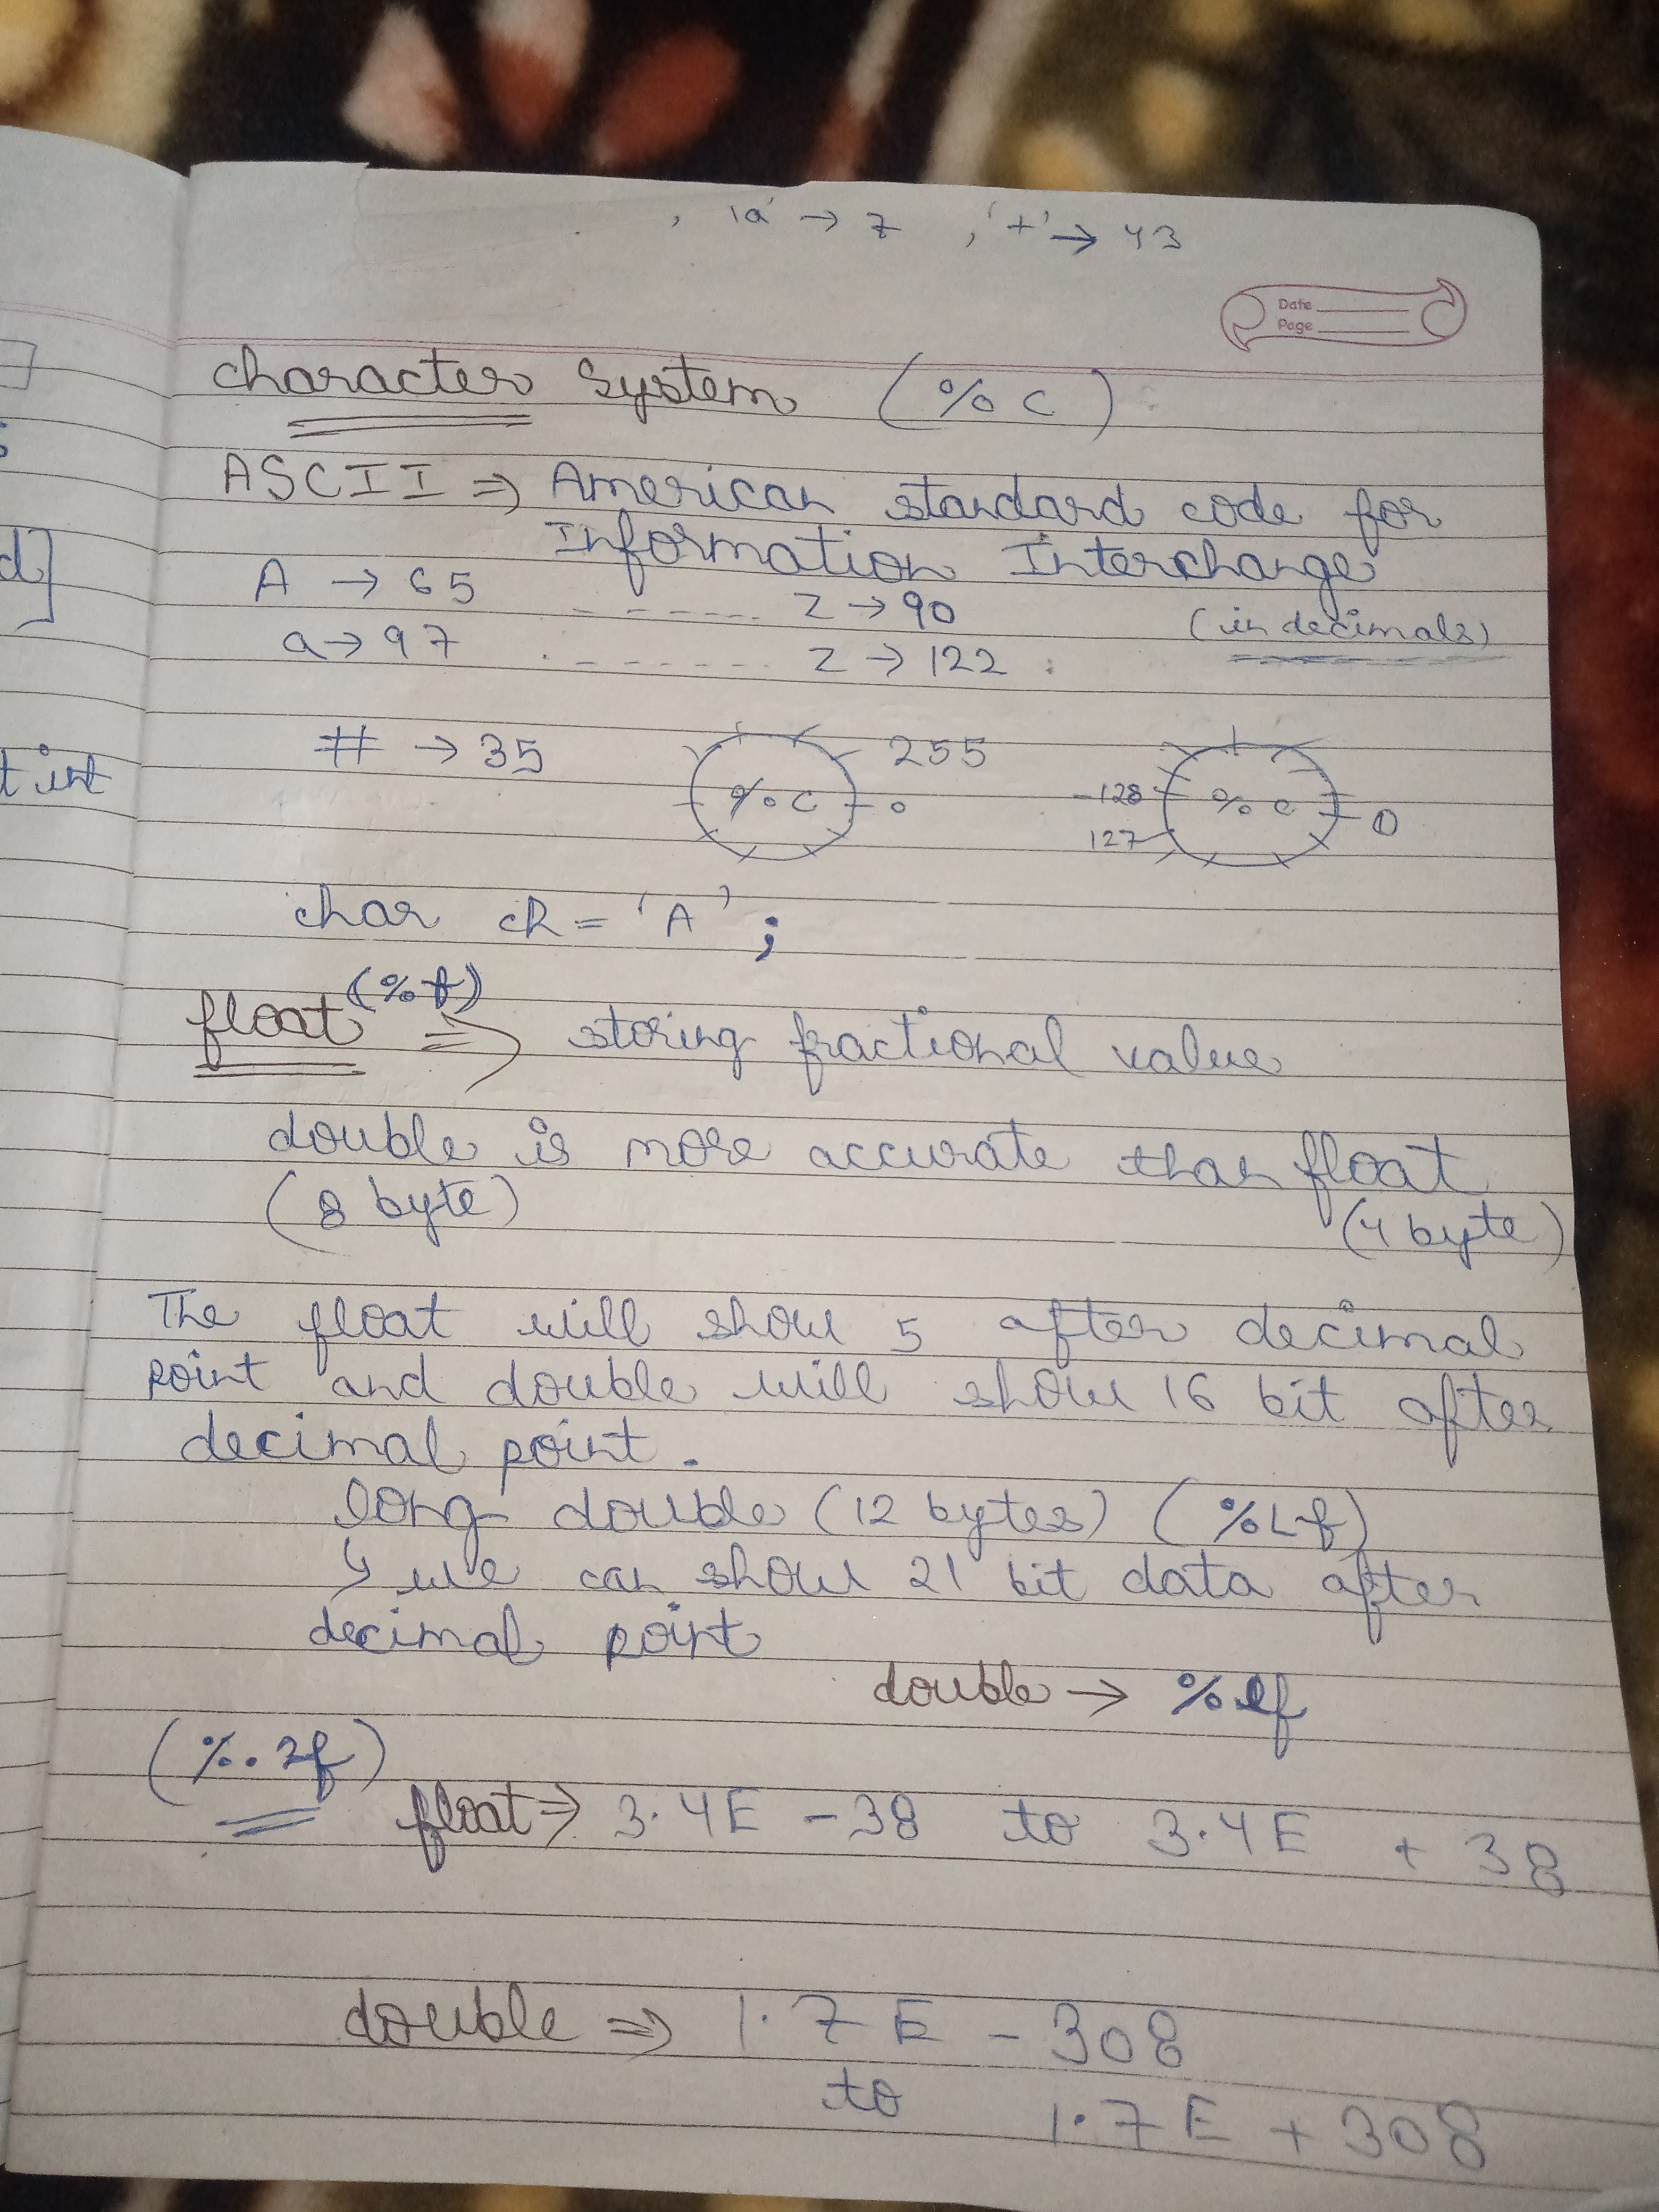 , '\a' → 7 , '+' → 43
Date
Page
character system (%c)
ASCII ⇒ American standard code for
Information Interchange
A → 65 ------ Z → 90 (in decimals)
a → 97 ------- z → 122
# → 35 %c 255 0 -128 127 %c 0
char ch = 'A' ;
float (%f) ⇒ storing fractional value
double is more accurate than float
(8 byte) (4 byte)
The float will show 5 after decimal
point and double will show 16 bit after
decimal point.
long double (12 bytes) (%Lf)
↳ we can show 21 bit data after
decimal point
double → %lf
(%.2f)
float ⇒ 3.4E - 38 to 3.4E + 38
double ⇒ 1.7E - 308
to 1.7E + 308
d]
t int